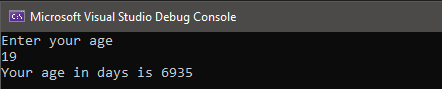 Microsoft Visual Studio Debug Console
Enter your age
19
Your age in days is 6935